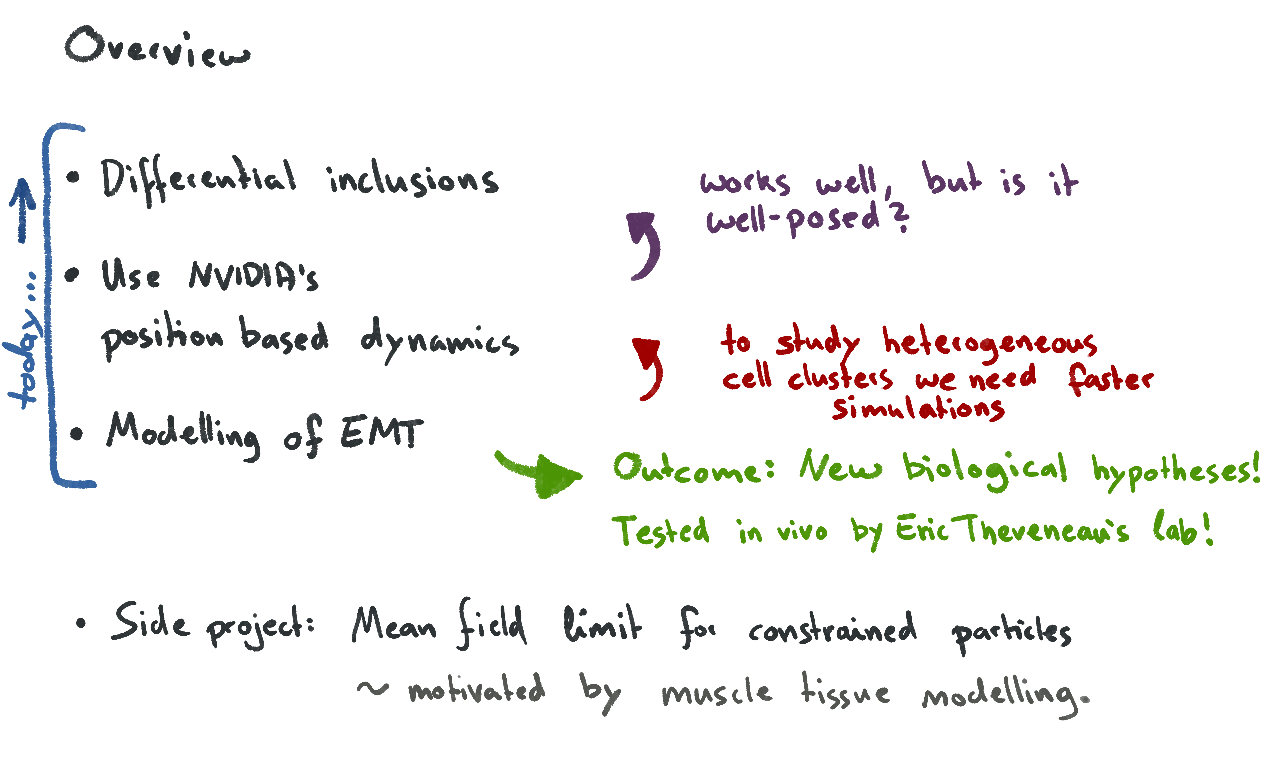 Overview
today...
• Differential inclusions
works well, but is it
well-posed?
• Use NVIDIA's
position based dynamics
to study heterogeneous
cell clusters we need faster
simulations
• Modelling of EMT
Outcome: New biological hypotheses!
Tested in vivo by Eric Theveneau's lab!
• Side project: Mean field limit for constrained particles
~ motivated by muscle tissue modelling.